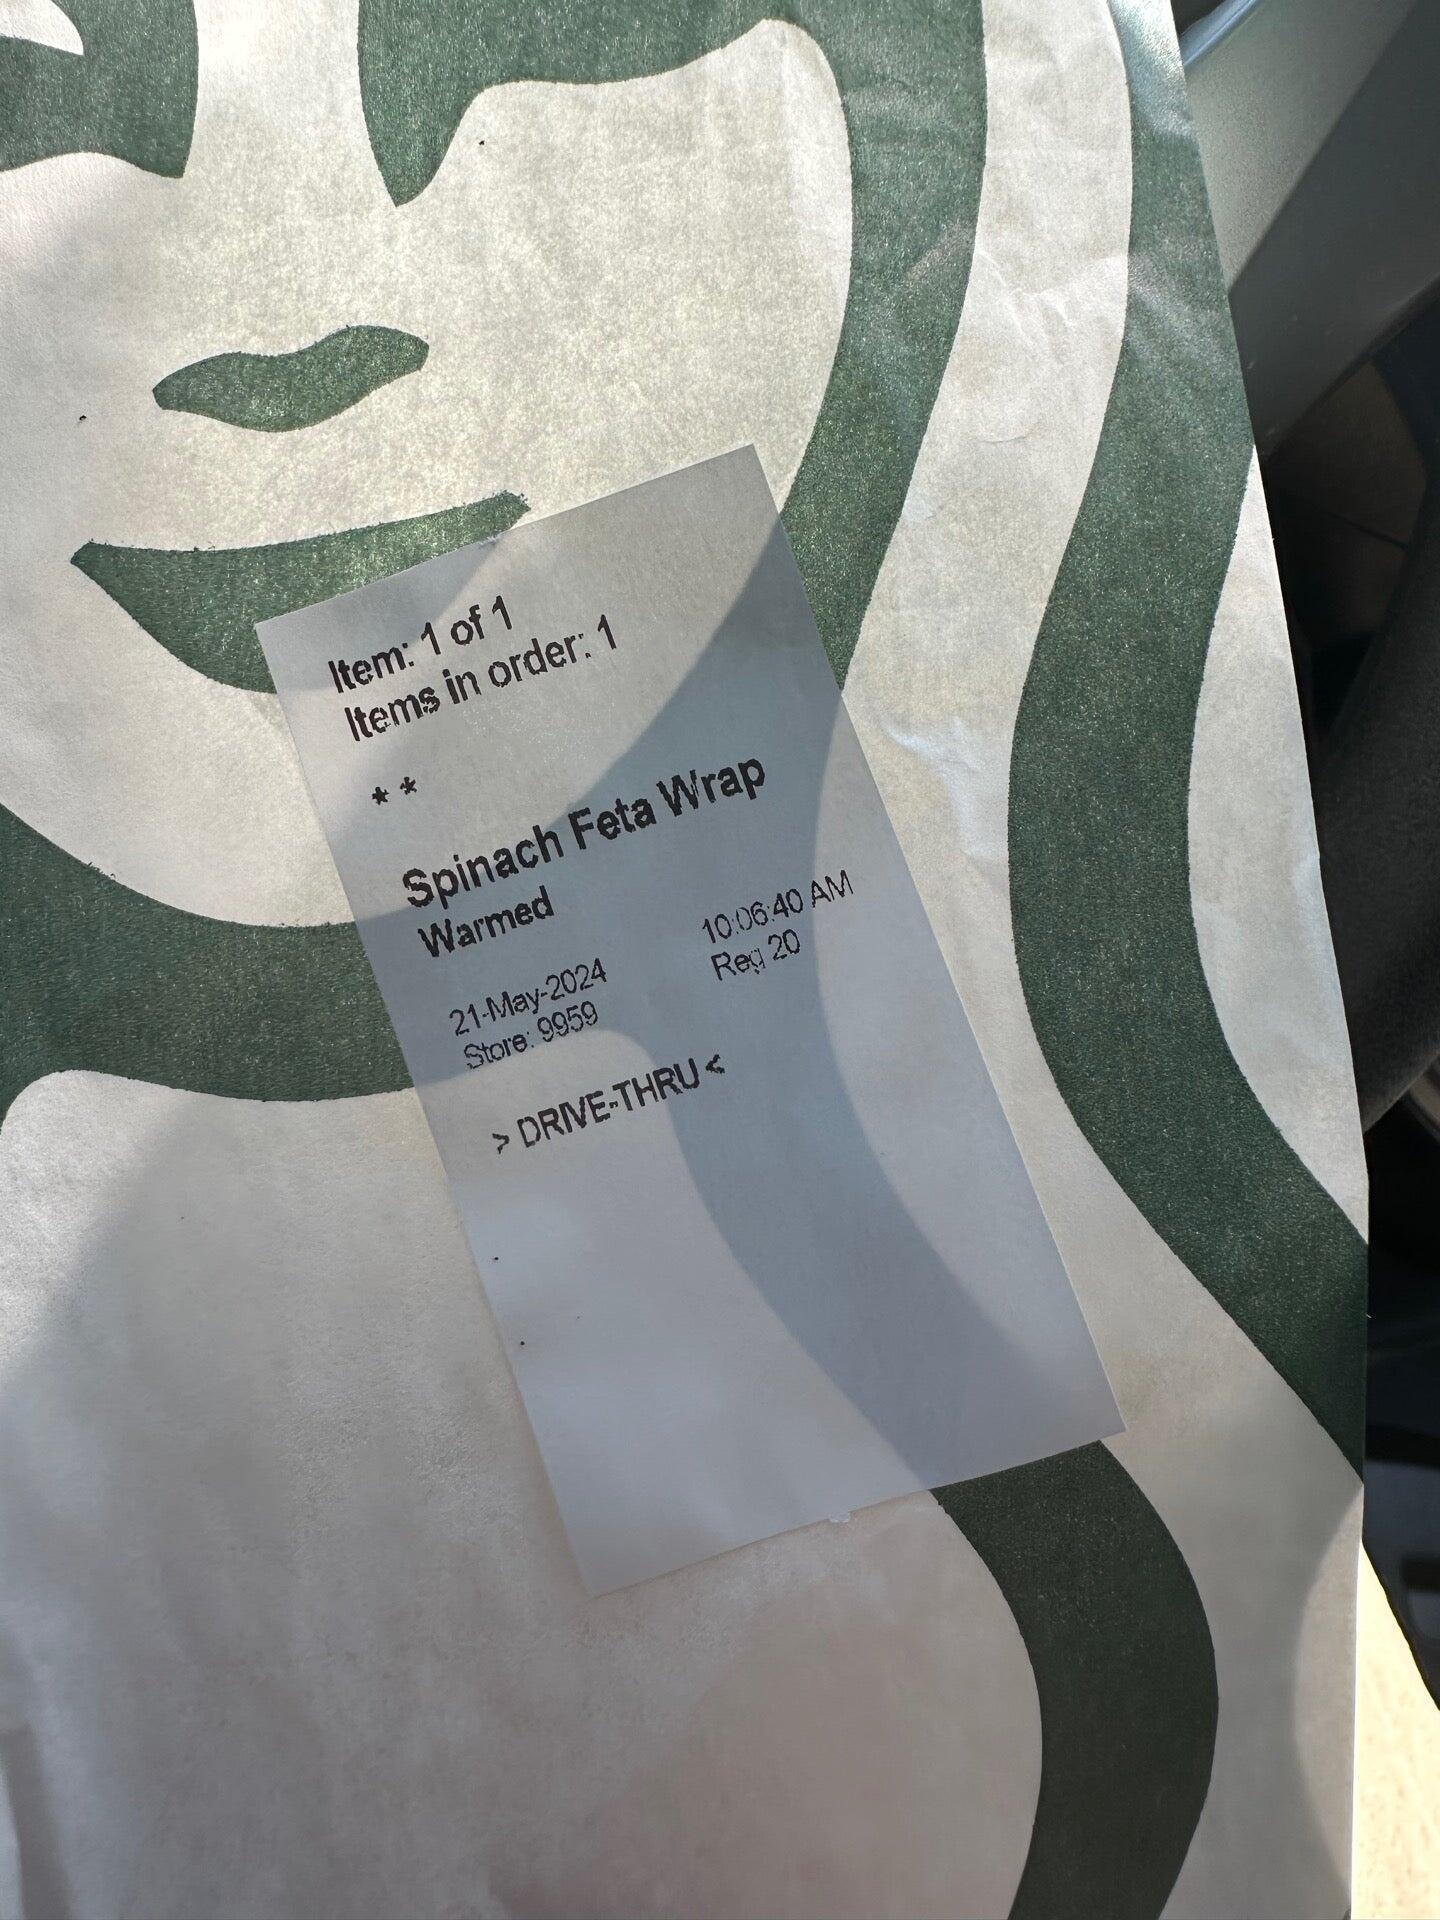 Item: 1 of 1
Items in order: 1
* *
Spinach Feta Wrap
Warmed
21-May-2024 10:06:40 AM
Store: 9959 Reg 20
> DRIVE-THRU <